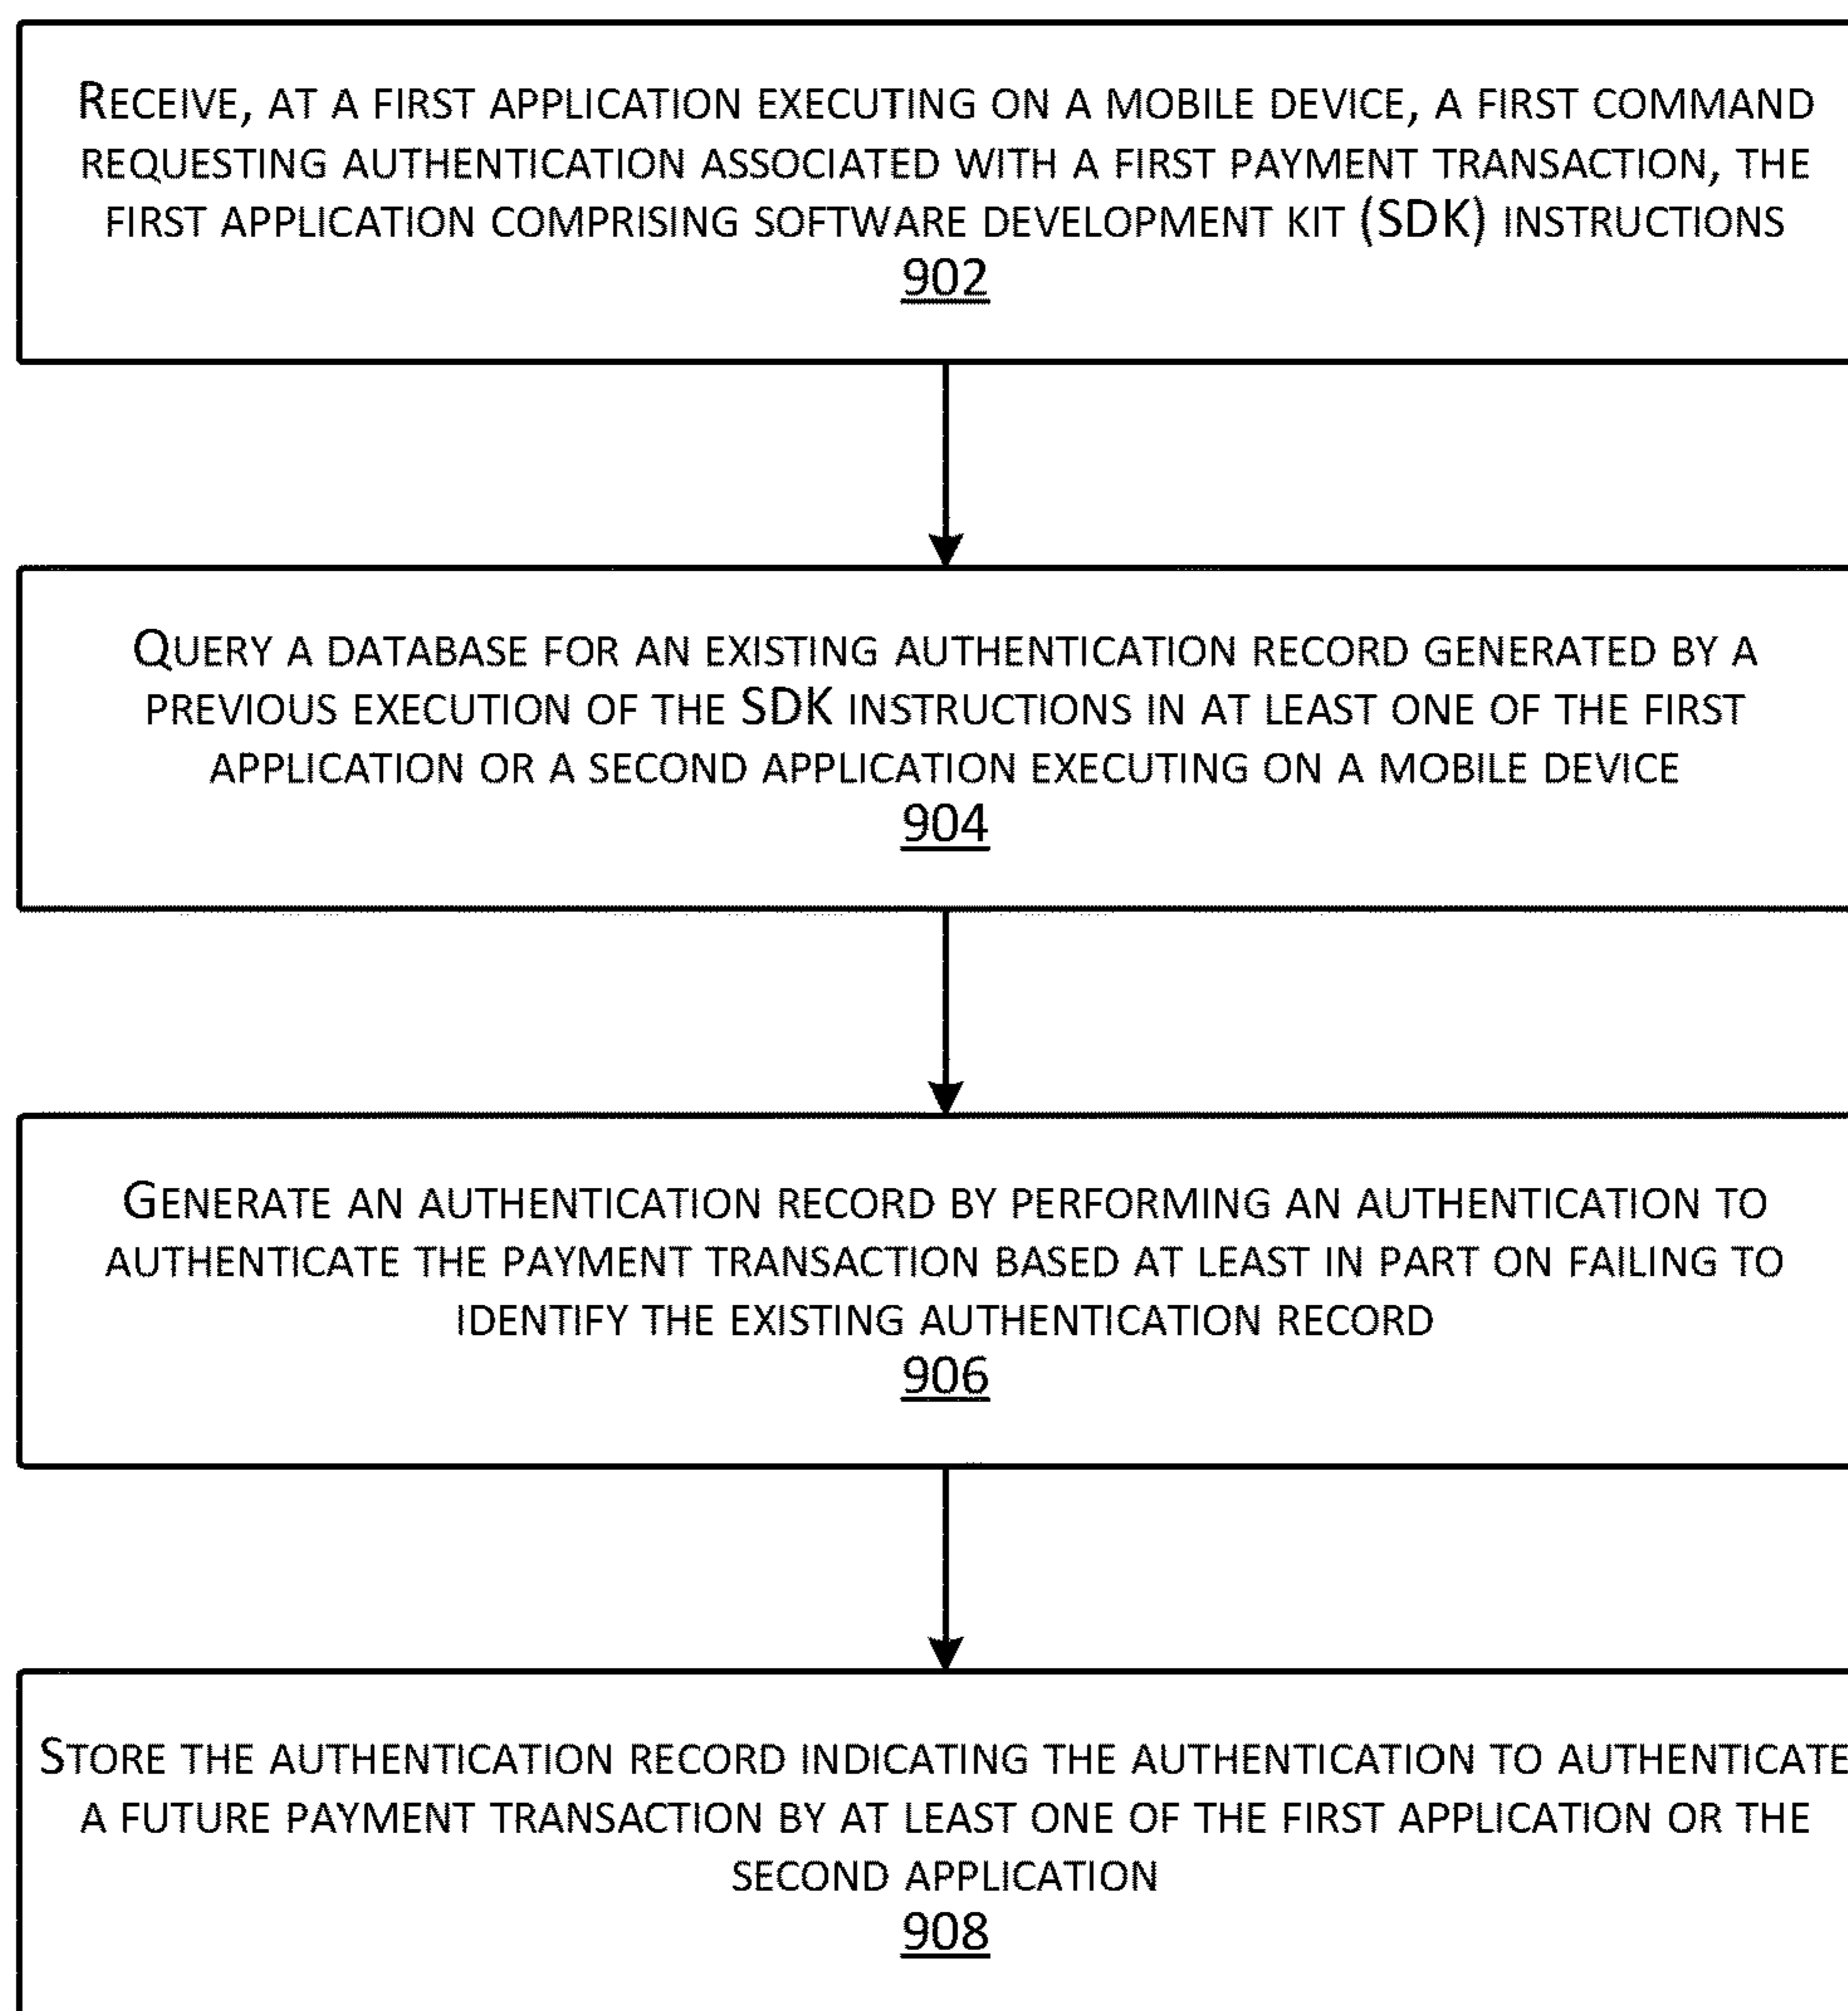 RECEIVE, AT A FIRST APPLICATION EXECUTING ON A MOBILE DEVICE, A FIRST COMMAND
REQUESTING AUTHENTICATION ASSOCIATED WITH A FIRST PAYMENT TRANSACTION, THE
FIRST APPLICATION COMPRISING SOFTWARE DEVELOPMENT KIT (SDK) INSTRUCTIONS
902
QUERY A DATABASE FOR AN EXISTING AUTHENTICATION RECORD GENERATED BY A
PREVIOUS EXECUTION OF THE SDK INSTRUCTIONS IN AT LEAST ONE OF THE FIRST
APPLICATION OR A SECOND APPLICATION EXECUTING ON A MOBILE DEVICE
904
GENERATE AN AUTHENTICATION RECORD BY PERFORMING AN AUTHENTICATION TO
AUTHENTICATE THE PAYMENT TRANSACTION BASED AT LEAST IN PART ON FAILING TO
IDENTIFY THE EXISTING AUTHENTICATION RECORD
906
STORE THE AUTHENTICATION RECORD INDICATING THE AUTHENTICATION TO AUTHENTICATE
A FUTURE PAYMENT TRANSACTION BY AT LEAST ONE OF THE FIRST APPLICATION OR THE
SECOND APPLICATION
908